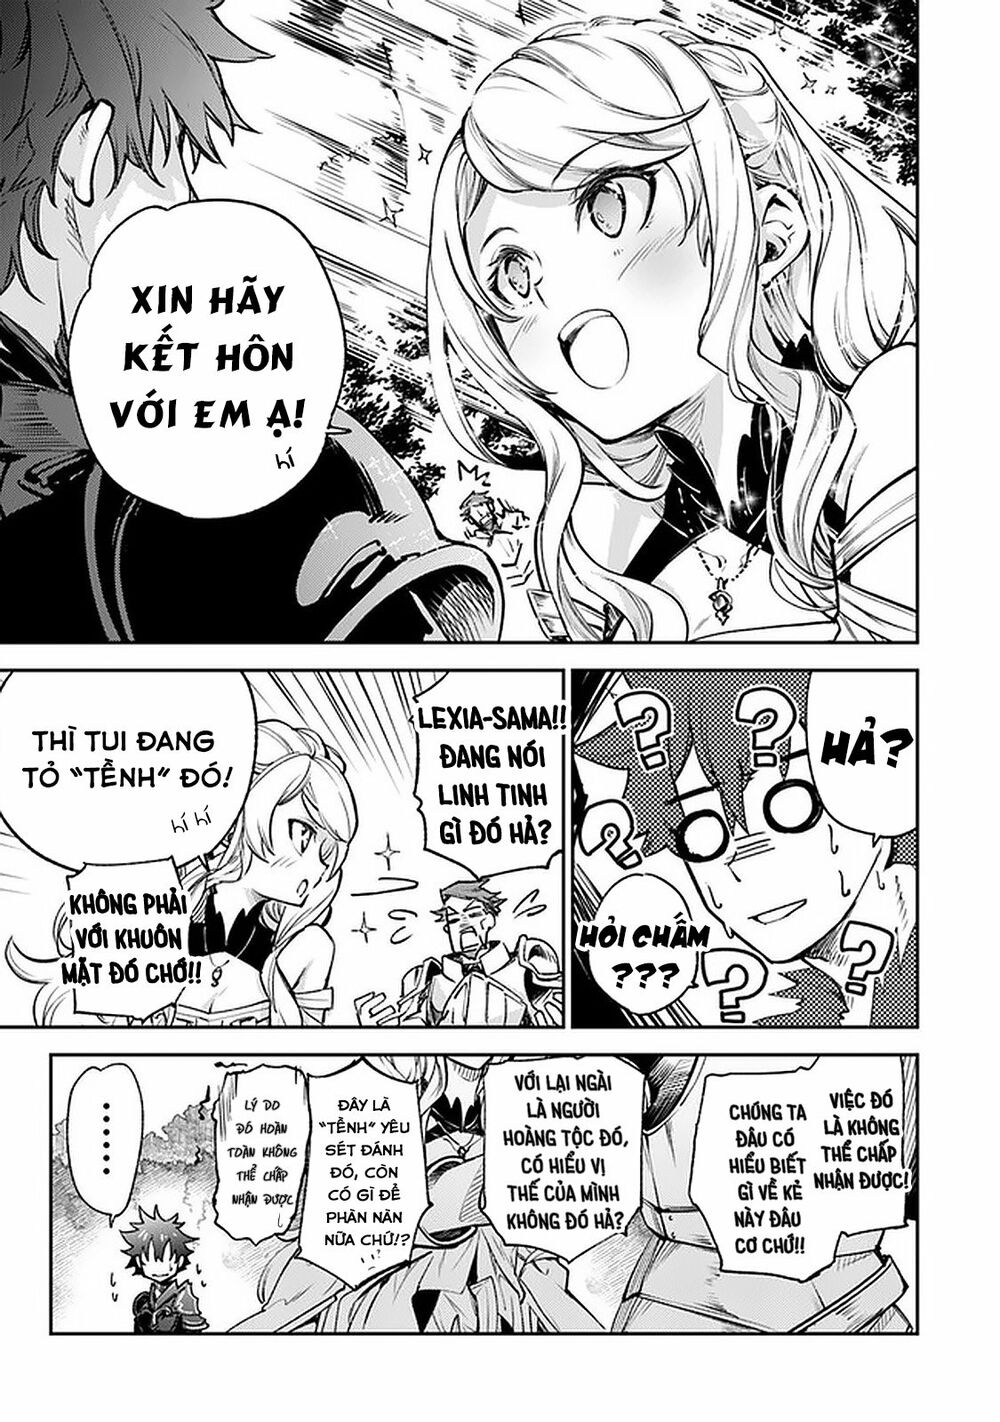 XIN HÃY
KẾT HÔN
VỚI EM Ạ!
hí
HẢ?
HỎI CHẤM
???
LEXIA-SAMA!!
ĐANG NÓI
LINH TINH
GÌ ĐÓ HẢ?
THÌ TUI ĐANG
TỎ "TỀNH" ĐÓ!
hí hí
KHÔNG PHẢI
VỚI KHUÔN
MẶT ĐÓ CHỚ!!
VIỆC ĐÓ
LÀ KHÔNG
THỂ CHẤP
NHẬN ĐƯỢC!
CHÚNG TA
ĐÂU CÓ
HIỂU BIẾT
GÌ VỀ KẺ
NÀY ĐÂU
CƠ CHỨ!!
VỚI LẠI NGÀI
LÀ NGƯỜI
HOÀNG TỘC ĐÓ,
CÓ HIỂU VỊ
THẾ CỦA MÌNH
KHÔNG ĐÓ HẢ?
ĐÂY LÀ
"TỀNH" YÊU
SÉT ĐÁNH
ĐÓ, CÒN
CÓ GÌ ĐỂ
PHÀN NÀN
NỮA CHỨ!?
LÝ DO
ĐÓ HOÀN
TOÀN KHÔNG
THỂ CHẤP
NHẬN ĐƯỢC